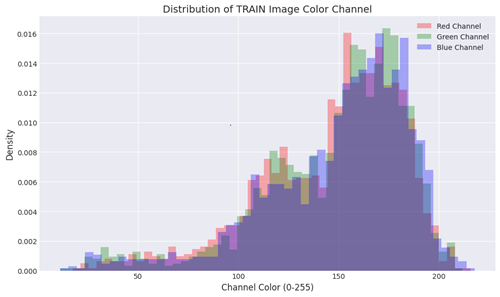 Distribution of TRAIN Image Color Channel
Red Channel
Green Channel
Blue Channel
0.016
0.014
0.012
0.010
0.008
0.006
0.004
0.002
0.000
Density
50
100
150
200
Channel Color (0-255)